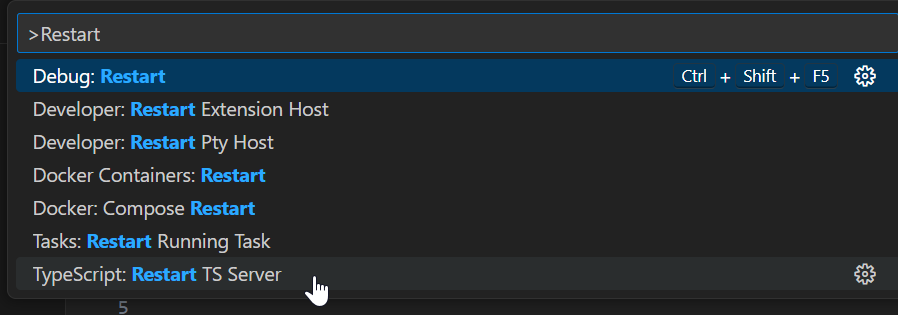 >Restart
Debug: Restart Ctrl + Shift + F5
Developer: Restart Extension Host
Developer: Restart Pty Host
Docker Containers: Restart
Docker: Compose Restart
Tasks: Restart Running Task
TypeScript: Restart TS Server
5